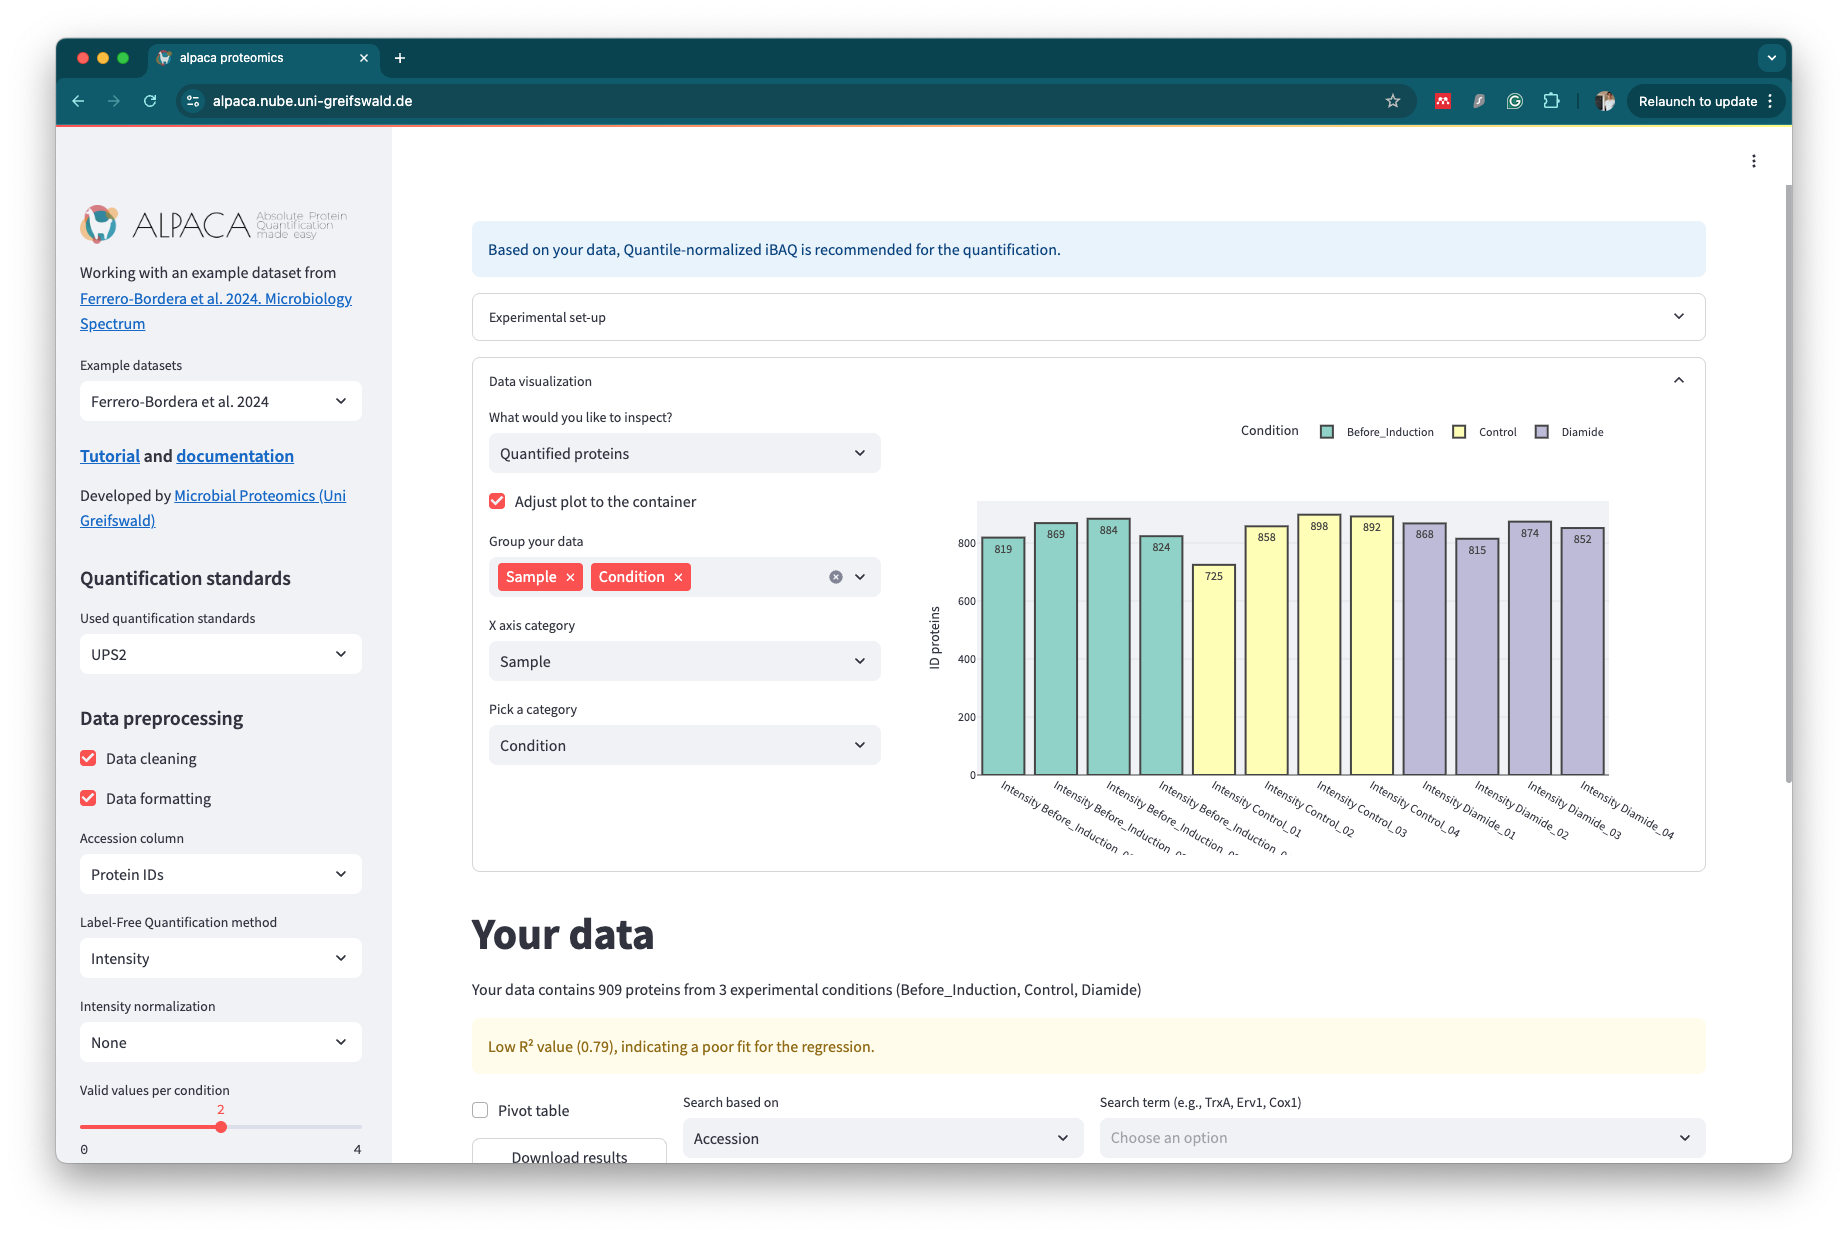 alpaca proteomics
alpaca.nube.uni-greifswald.de
Relaunch to update
ALPACA
Absolute Protein
Quantification
made easy
Working with an example dataset from
Ferrero-Bordera et al. 2024. Microbiology
Spectrum
Example datasets
Ferrero-Bordera et al. 2024
Tutorial and documentation
Developed by Microbial Proteomics (Uni
Greifswald)
Quantification standards
Used quantification standards
UPS2
Data preprocessing
Data cleaning
Data formatting
Accession column
Protein IDs
Label-Free Quantification method
Intensity
Intensity normalization
None
Valid values per condition
2
0 4
Based on your data, Quantile-normalized iBAQ is recommended for the quantification.
Experimental set-up
Data visualization
What would you like to inspect?
Quantified proteins
Adjust plot to the container
Group your data
Sample Condition
X axis category
Sample
Pick a category
Condition
Condition Before_Induction Control Diamide
ID proteins
800
600
400
200
0
819 869 884 824 725 858 898 892 868 815 874 852
Intensity Before_Induction_
Intensity Before_Induction_
Intensity Before_Induction_
Intensity Before_Induction_
Intensity Control_01
Intensity Control_02
Intensity Control_03
Intensity Control_04
Intensity Diamide_01
Intensity Diamide_02
Intensity Diamide_03
Intensity Diamide_04
Your data
Your data contains 909 proteins from 3 experimental conditions (Before_Induction, Control, Diamide)
Low R² value (0.79), indicating a poor fit for the regression.
Pivot table
Download results
Search based on
Accession
Search term (e.g., TrxA, Erv1, Cox1)
Choose an option